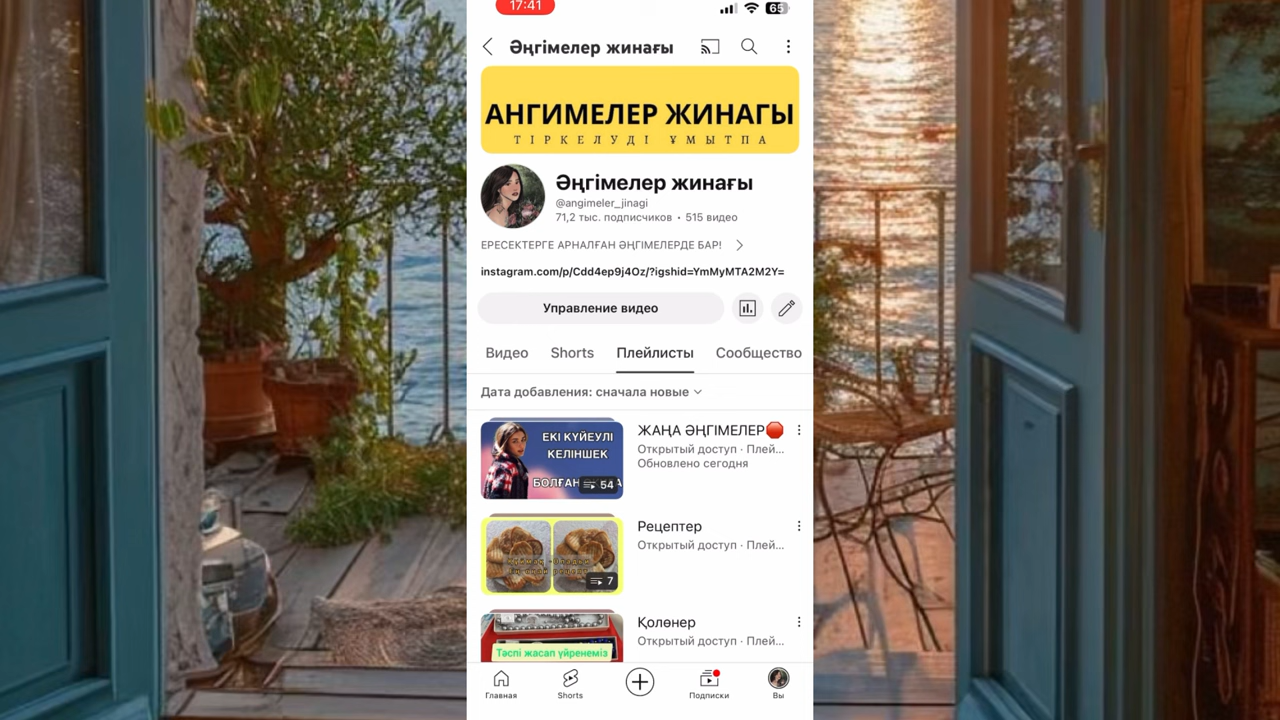 17:41
65
Әңгімелер жинағы
АНГИМЕЛЕР ЖИНАГЫ
ТІРКЕЛУДІ ҰМЫТПА
Әңгімелер жинағы
@angimeler_jinagi
71,2 тыс. подписчиков • 515 видео
ЕРЕСЕКТЕРГЕ АРНАЛҒАН ӘҢГІМЕЛЕРДЕ БАР!
instagram.com/p/Cdd4ep9j4Oz/?igshid=YmMyMTA2M2Y=
Управление видео
Видео Shorts Плейлисты Сообщество
Дата добавления: сначала новые
ЕКІ КҮЙЕУЛІ
КЕЛІНШЕК
54
ЖАҢА ӘҢГІМЕЛЕР
Открытый доступ · Плей...
Обновлено сегодня
7
Рецептер
Открытый доступ · Плей...
Тәспі жасап үйренеміз
Қолөнер
Открытый доступ · Плей...
Главная Shorts Подписки Вы